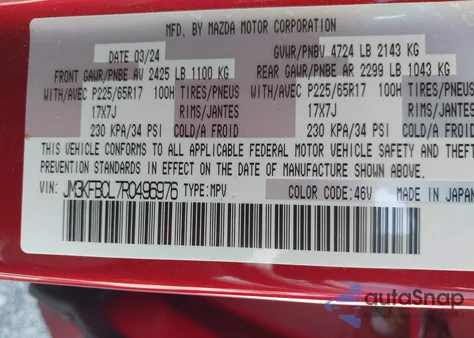 MFD. BY MAZDA MOTOR CORPORATION
DATE 03/24 GVWR/PNBV 4724 LB 2143 KG
FRONT GAWR/PNBE AV 2425 LB 1100 KG REAR GAWR/PNBE AR 2299 LB 1043 KG
WITH/AVEC P225/65R17 100H TIRES/PNEUS WITH/AVEC P225/65R17 100H TIRES/PNEUS
17X7J RIMS/JANTES 17X7J RIMS/JANTES
230 KPA/34 PSI COLD/A FROID 230 KPA/34 PSI COLD/A FROID
THIS VEHICLE CONFORMS TO ALL APPLICABLE FEDERAL MOTOR VEHICLE SAFETY AND THEFT
PREVENTION STANDARDS IN EFFECT ON THE DATE OF MANUFACTURE SHOWN ABOVE.
VIN: JM3KFBCL7R0496976 TYPE:MPV COLOR CODE:46V MADE IN JAPAN
autoSnap